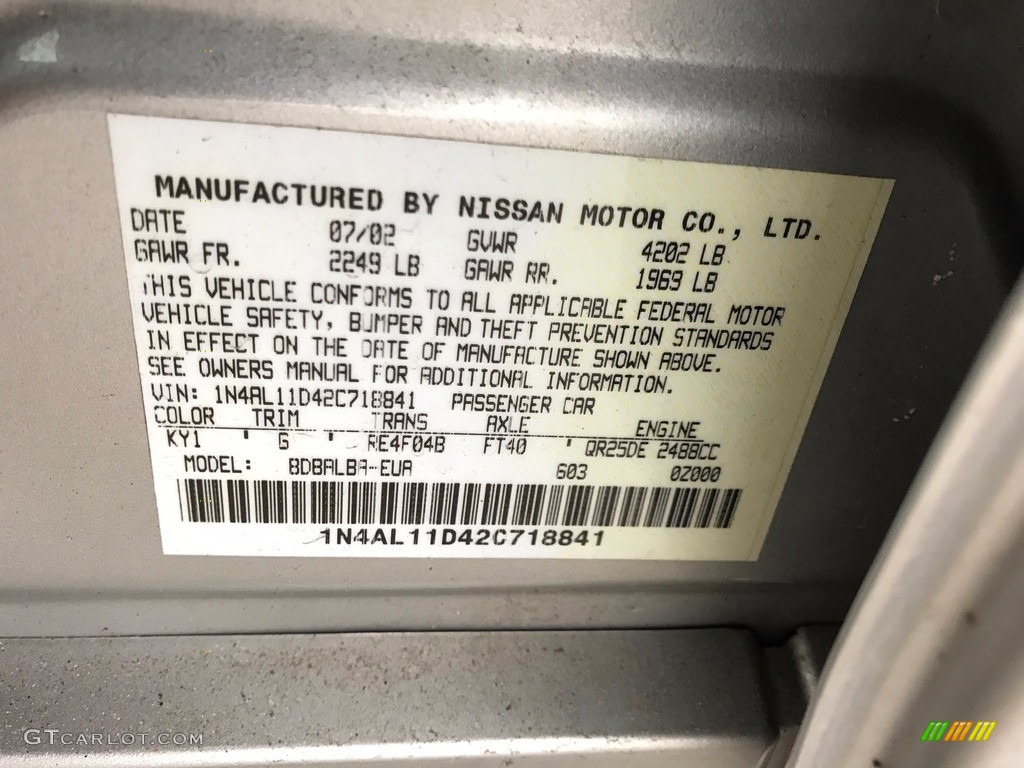 MANUFACTURED BY NISSAN MOTOR CO., LTD.
DATE 07/02 GVWR 4202 LB
GAWR FR. 2249 LB GAWR RR. 1969 LB
THIS VEHICLE CONFORMS TO ALL APPLICABLE FEDERAL MOTOR
VEHICLE SAFETY, BUMPER AND THEFT PREVENTION STANDARDS
IN EFFECT ON THE DATE OF MANUFACTURE SHOWN ABOVE.
SEE OWNERS MANUAL FOR ADDITIONAL INFORMATION.
VIN: 1N4AL11D42C718841 PASSENGER CAR
COLOR TRIM TRANS AXLE ENGINE
KY1 ' G ' RE4F04B FT40 ' QR25DE 2488CC
MODEL: BDBALBA-EUA 603 0Z000
1N4AL11D42C718841
GTCARLOT.COM